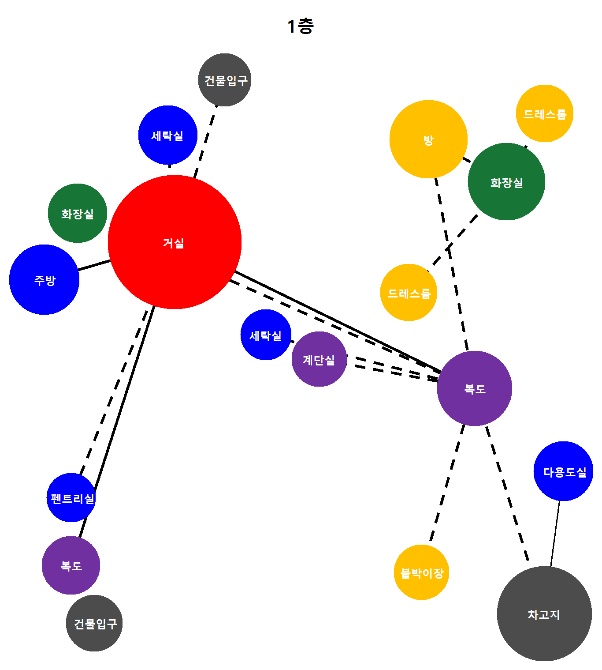 1층
건물입구
세탁실
드레스룸
방
화장실
화장실
거실
주방
드레스룸
세탁실
계단실
복도
다용도실
펜트리실
복도
붙박이장
차고지
건물입구